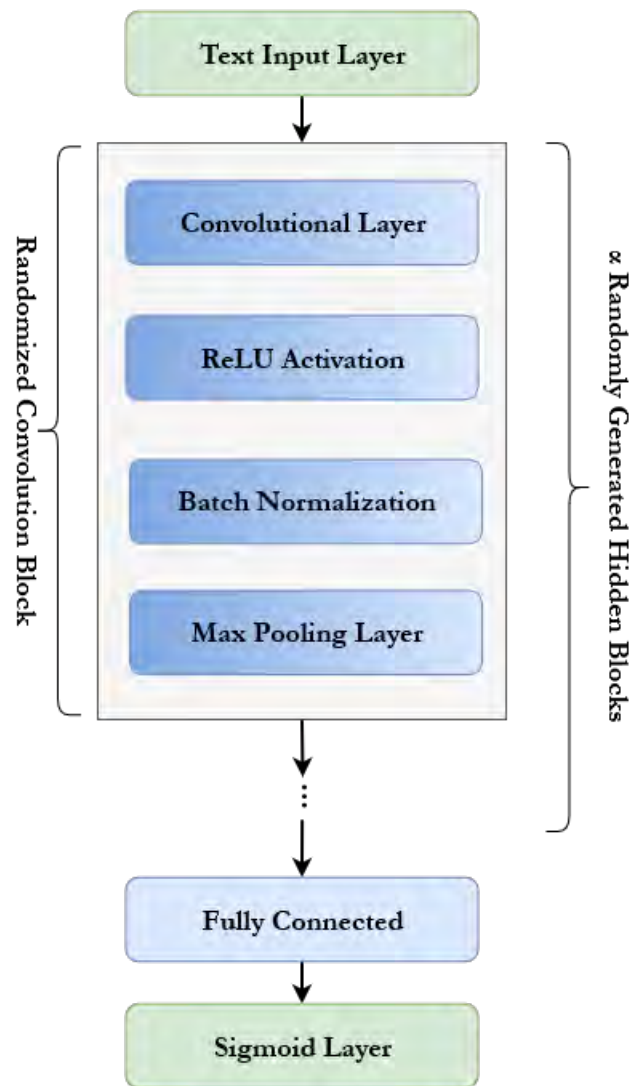 Text Input Layer
Randomized Convolution Block
Convolutional Layer
ReLU Activation
Batch Normalization
Max Pooling Layer
∝ Randomly Generated Hidden Blocks
...
Fully Connected
Sigmoid Layer